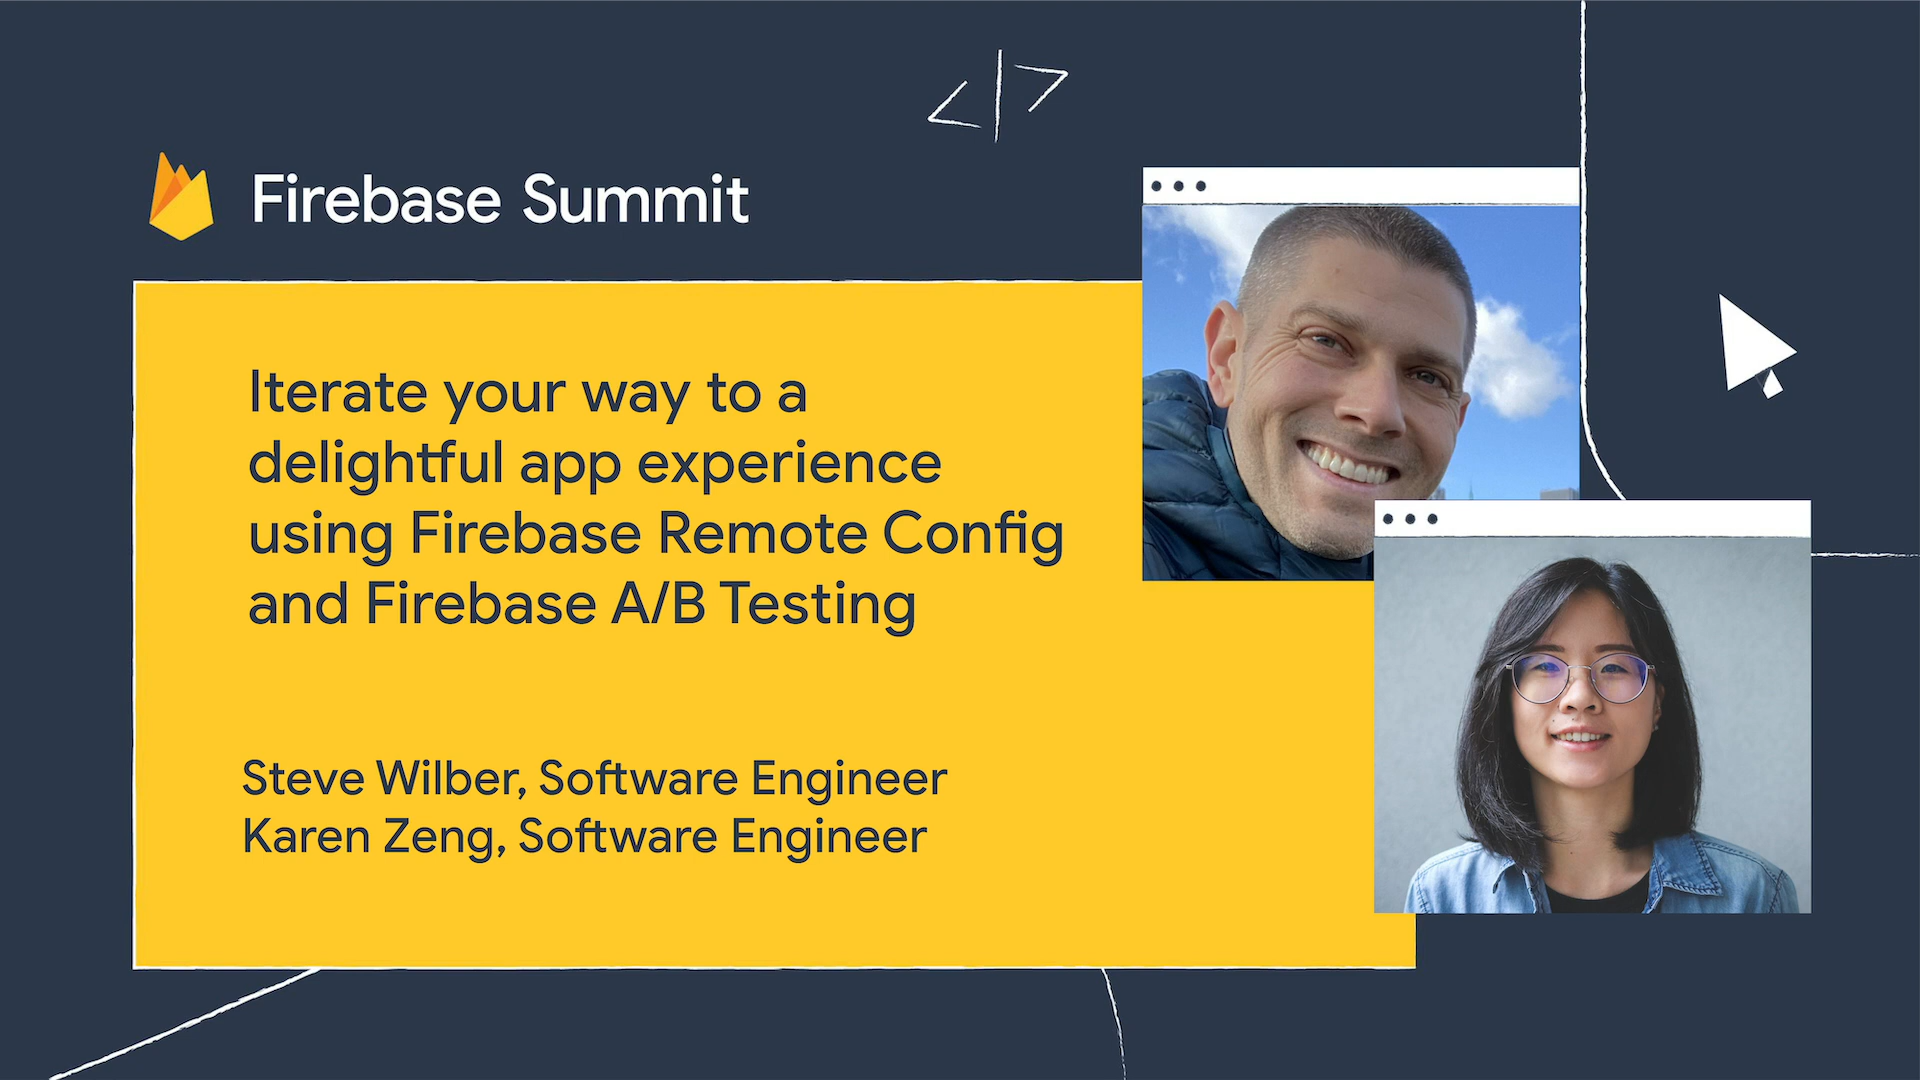 Firebase Summit
Iterate your way to a
delightful app experience
using Firebase Remote Config
and Firebase A/B Testing
Steve Wilber, Software Engineer
Karen Zeng, Software Engineer